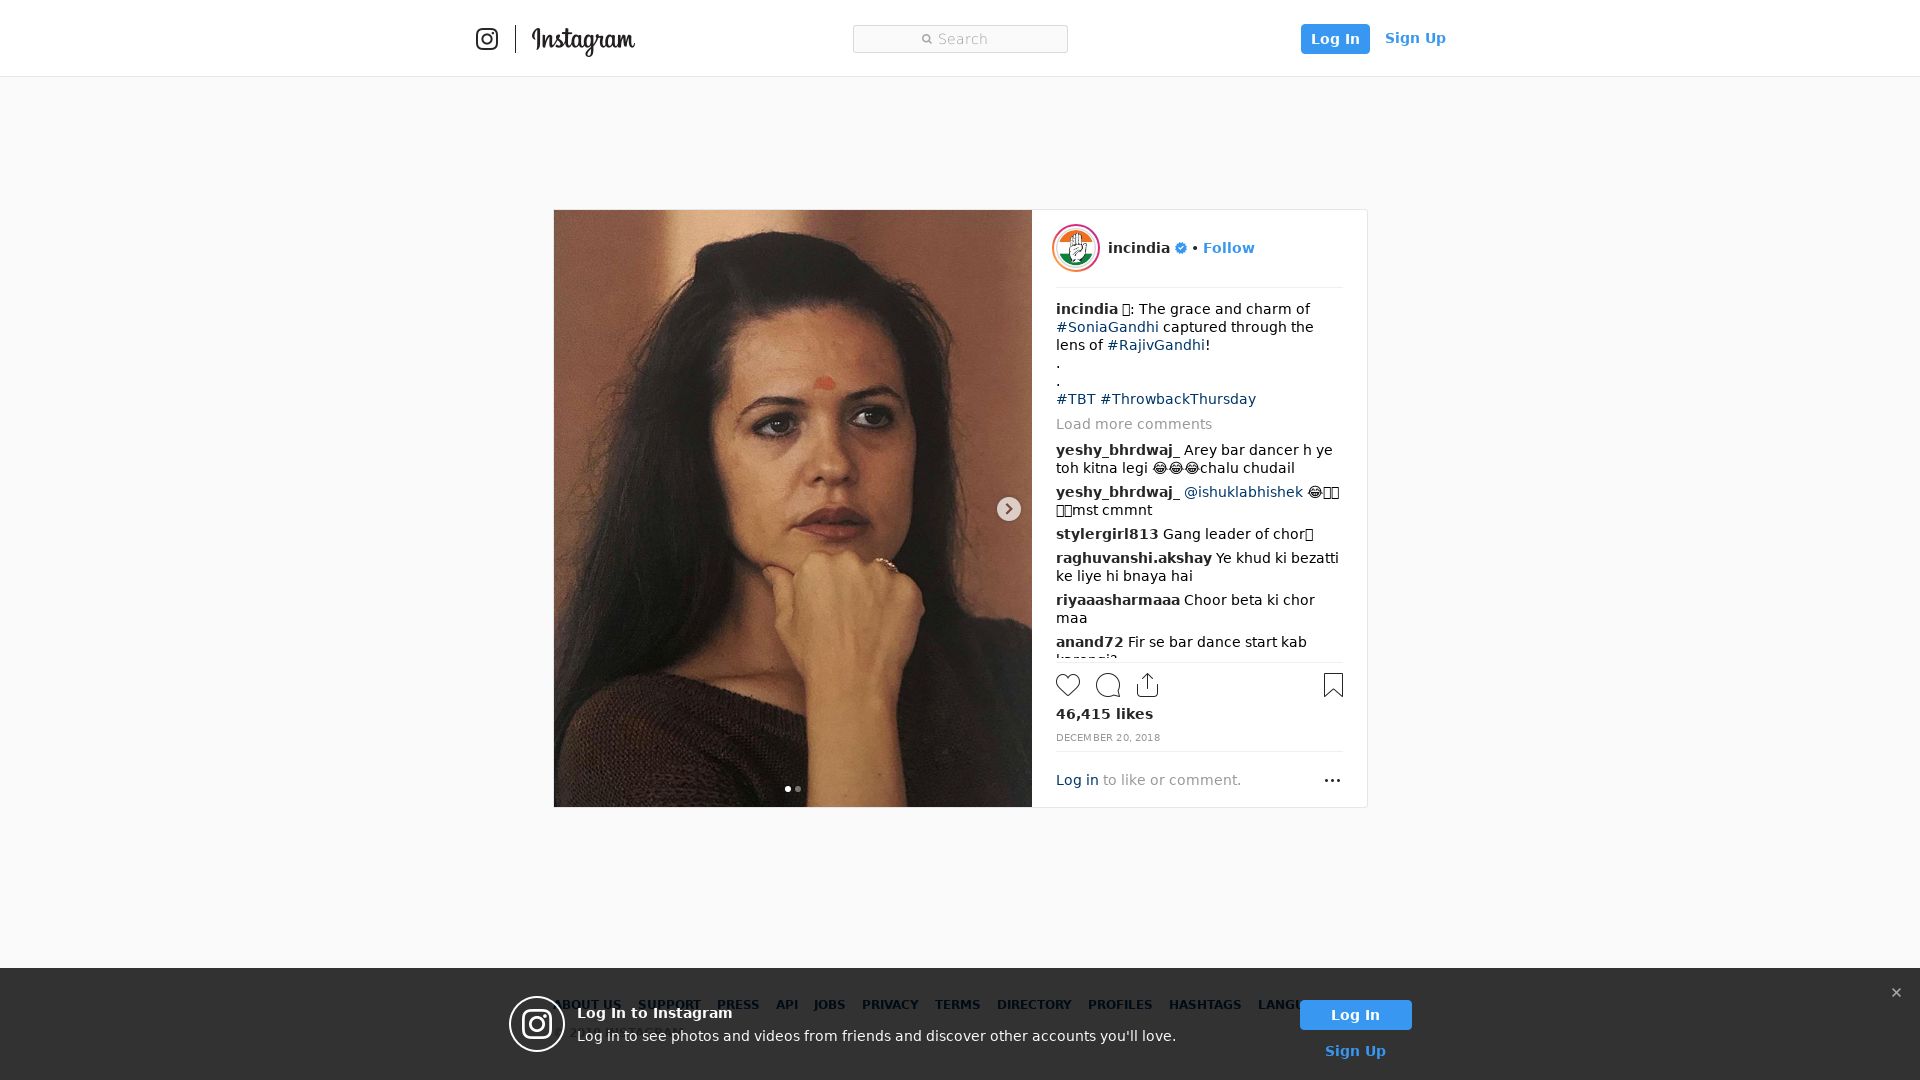 Instagram
Search
Log In
Sign Up
incindia • Follow
incindia : The grace and charm of
#SoniaGandhi captured through the
lens of #RajivGandhi!
.
.
#TBT #ThrowbackThursday
Load more comments
yeshy_bhrdwaj_ Arey bar dancer h ye
toh kitna legi 😂😂😂chalu chudail
yeshy_bhrdwaj_ @ishuklabhishek 😂
mst cmmnt
stylergirl813 Gang leader of chor
raghuvanshi.akshay Ye khud ki bezatti
ke liye hi bnaya hai
riyaaasharmaaa Choor beta ki chor
maa
anand72 Fir se bar dance start kab
46,415 likes
DECEMBER 20, 2018
Log in to like or comment.
ABOUT US SUPPORT PRESS API JOBS PRIVACY TERMS DIRECTORY PROFILES HASHTAGS
Log In to Instagram
Log in to see photos and videos from friends and discover other accounts you'll love.
Log In
Sign Up